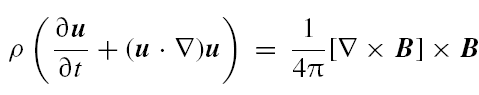 ρ ( ∂u/∂t + (u · ∇)u ) = 1/4π [∇ × B] × B